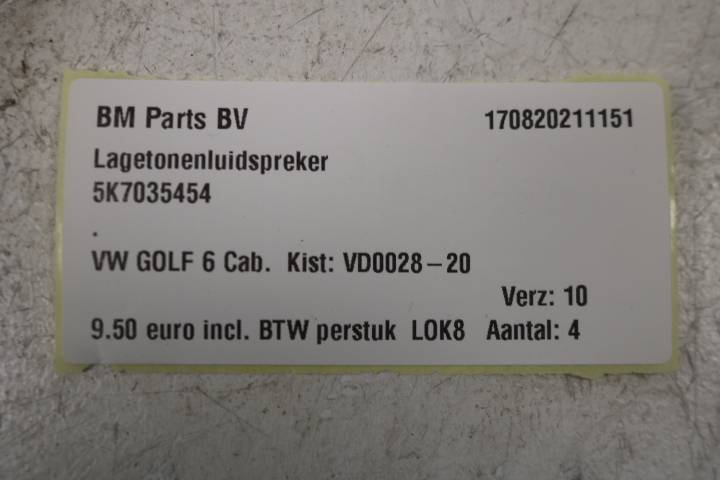 BM Parts BV 170820211151
Lagetonenluidspreker
5K7035454
.
VW GOLF 6 Cab. Kist: VD0028-20
Verz: 10
9.50 euro incl. BTW perstuk LOK8 Aantal: 4